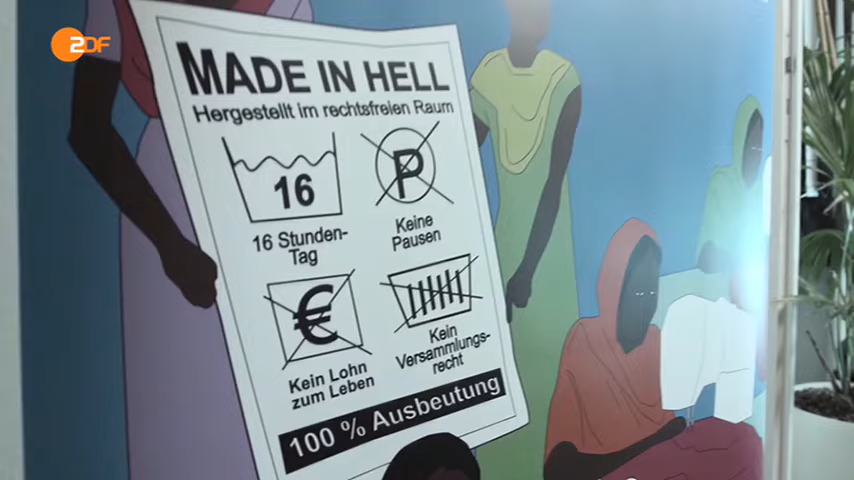 ZDF
MADE IN HELL
Hergestellt im rechtsfreien Raum
16
P
16 Stunden-
Tag
Keine
Pausen
€
Kein Lohn
zum Leben
Kein
Versammlungs-
recht
100 % Ausbeutung